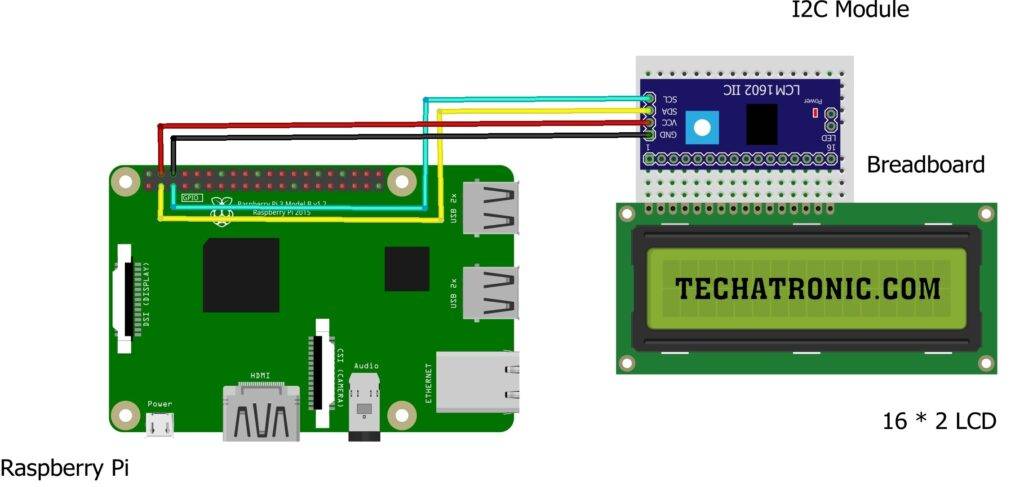 I2C Module
LCM1602 IIC
SCL
SDA
VCC
GND
Power
LED
1
16
Breadboard
GPIO
Raspberry Pi 3 Model B v1.2
Raspberry Pi 2015
USB 2x
USB 2x
DSI (DISPLAY)
TECHATRONIC.COM
CSI (CAMERA)
Audio
ETHERNET
HDMI
Power
16 * 2 LCD
Raspberry Pi